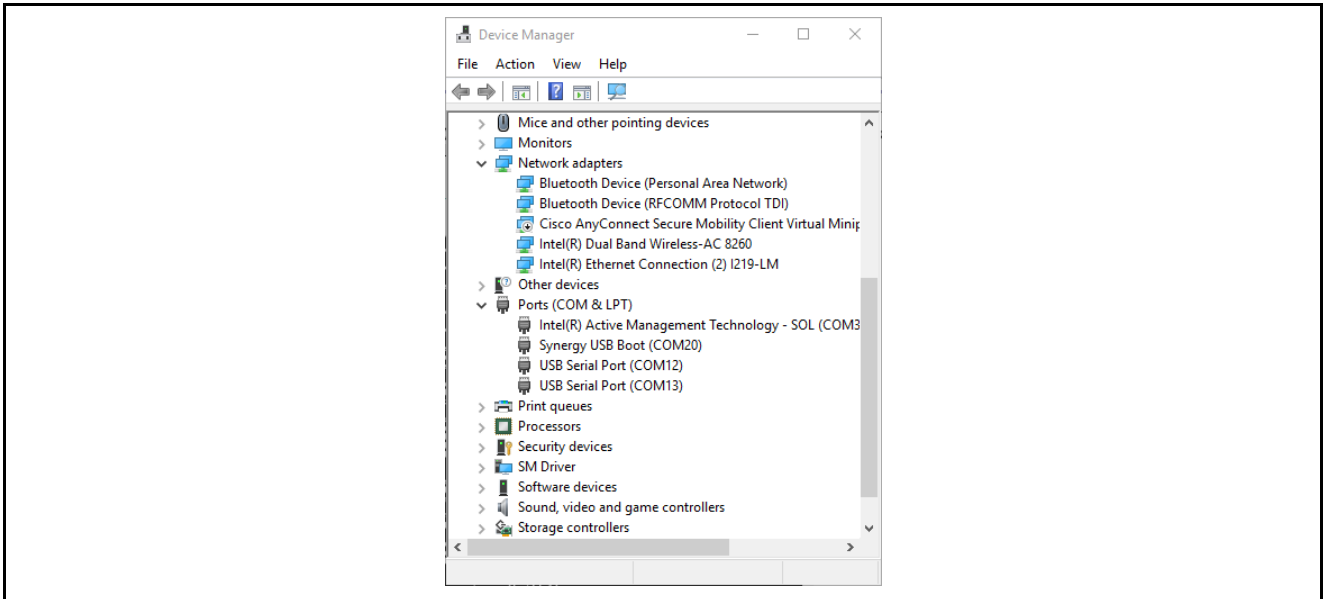 Device Manager
File Action View Help
Mice and other pointing devices
Monitors
Network adapters
Bluetooth Device (Personal Area Network)
Bluetooth Device (RFCOMM Protocol TDI)
Cisco AnyConnect Secure Mobility Client Virtual Minip
Intel(R) Dual Band Wireless-AC 8260
Intel(R) Ethernet Connection (2) I219-LM
Other devices
Ports (COM & LPT)
Intel(R) Active Management Technology - SOL (COM3
Synergy USB Boot (COM20)
USB Serial Port (COM12)
USB Serial Port (COM13)
Print queues
Processors
Security devices
SM Driver
Software devices
Sound, video and game controllers
Storage controllers